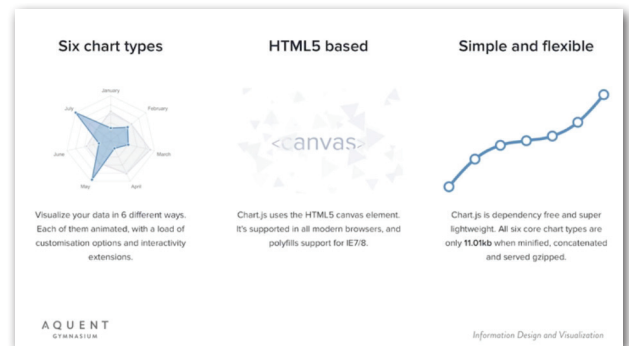 Six chart types
January
February
March
April
May
June
July
Visualize your data in 6 different ways.
Each of them animated, with a load of
customisation options and interactivity
extensions.
HTML5 based
<canvas>
Chart.js uses the HTML5 canvas element.
It's supported in all modern browsers, and
polyfills support for IE7/8.
Simple and flexible
Chart.js is dependency free and super
lightweight. All six core chart types are
only 11.01kb when minified, concatenated
and served gzipped.
AQUENT
GYMNASIUM
Information Design and Visualization